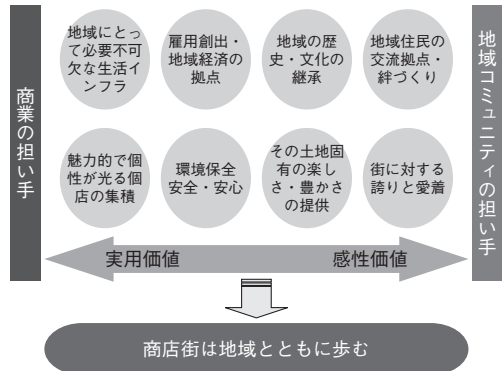 商業の担い手
地域にとっ
て必要不可
欠な生活イ
ンフラ
雇用創出・
地域経済の
拠点
地域の歴
史・文化の
継承
地域住民の
交流拠点・
絆づくり
魅力的で個
性が光る個
店の集積
環境保全
安全・安心
その土地固
有の楽し
さ・豊かさ
の提供
街に対する
誇りと愛着
地域コミュニティの担い手
実用価値
感性価値
商店街は地域とともに歩む